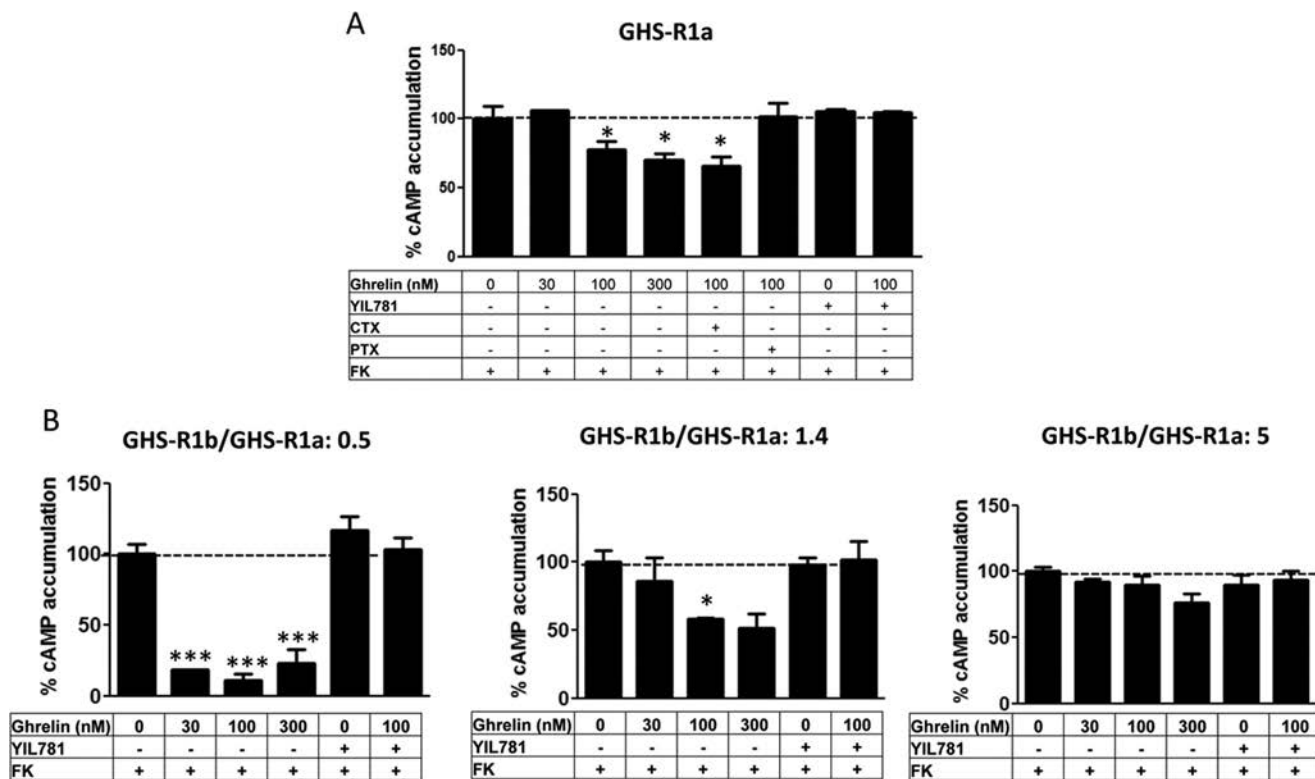 A
GHS-R1a
% cAMP accumulation
150
100
50
0
* * *
Ghrelin (nM) 0 30 100 300 100 100 0 100
YIL781 - - - - - - + +
CTX - - - - + - - -
PTX - - - - - + - -
FK + + + + + + + +
B
GHS-R1b/GHS-R1a: 0.5
% cAMP accumulation
150
100
50
0
*** *** ***
Ghrelin (nM) 0 30 100 300 0 100
YIL781 - - - - + +
FK + + + + + +
GHS-R1b/GHS-R1a: 1.4
% cAMP accumulation
150
100
50
0
*
Ghrelin (nM) 0 30 100 300 0 100
YIL781 - - - - + +
FK + + + + + +
GHS-R1b/GHS-R1a: 5
% cAMP accumulation
150
100
50
0
Ghrelin (nM) 0 30 100 300 0 100
YIL781 - - - - + +
FK + + + + + +